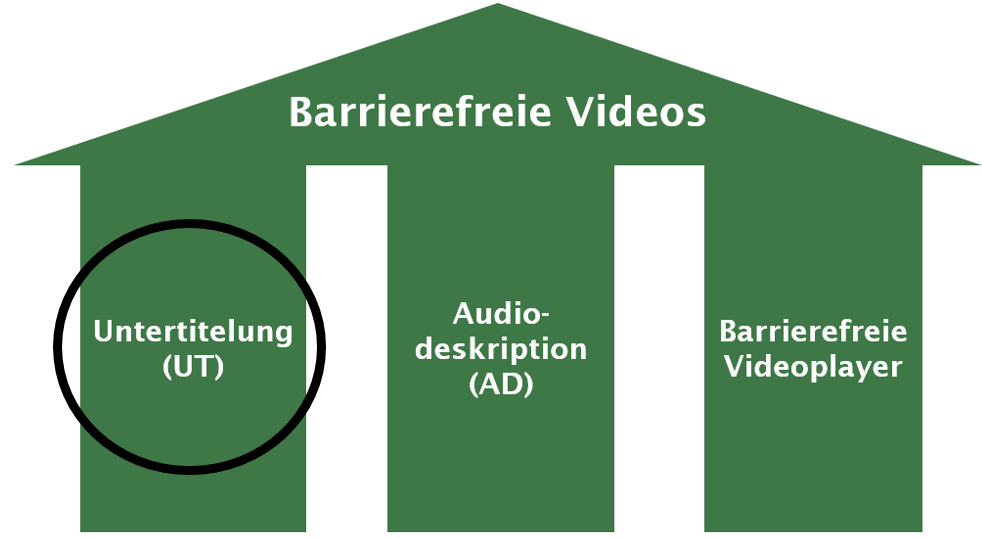 Barrierefreie Videos
Untertitelung
(UT)
Audio-
deskription
(AD)
Barrierefreie
Videoplayer